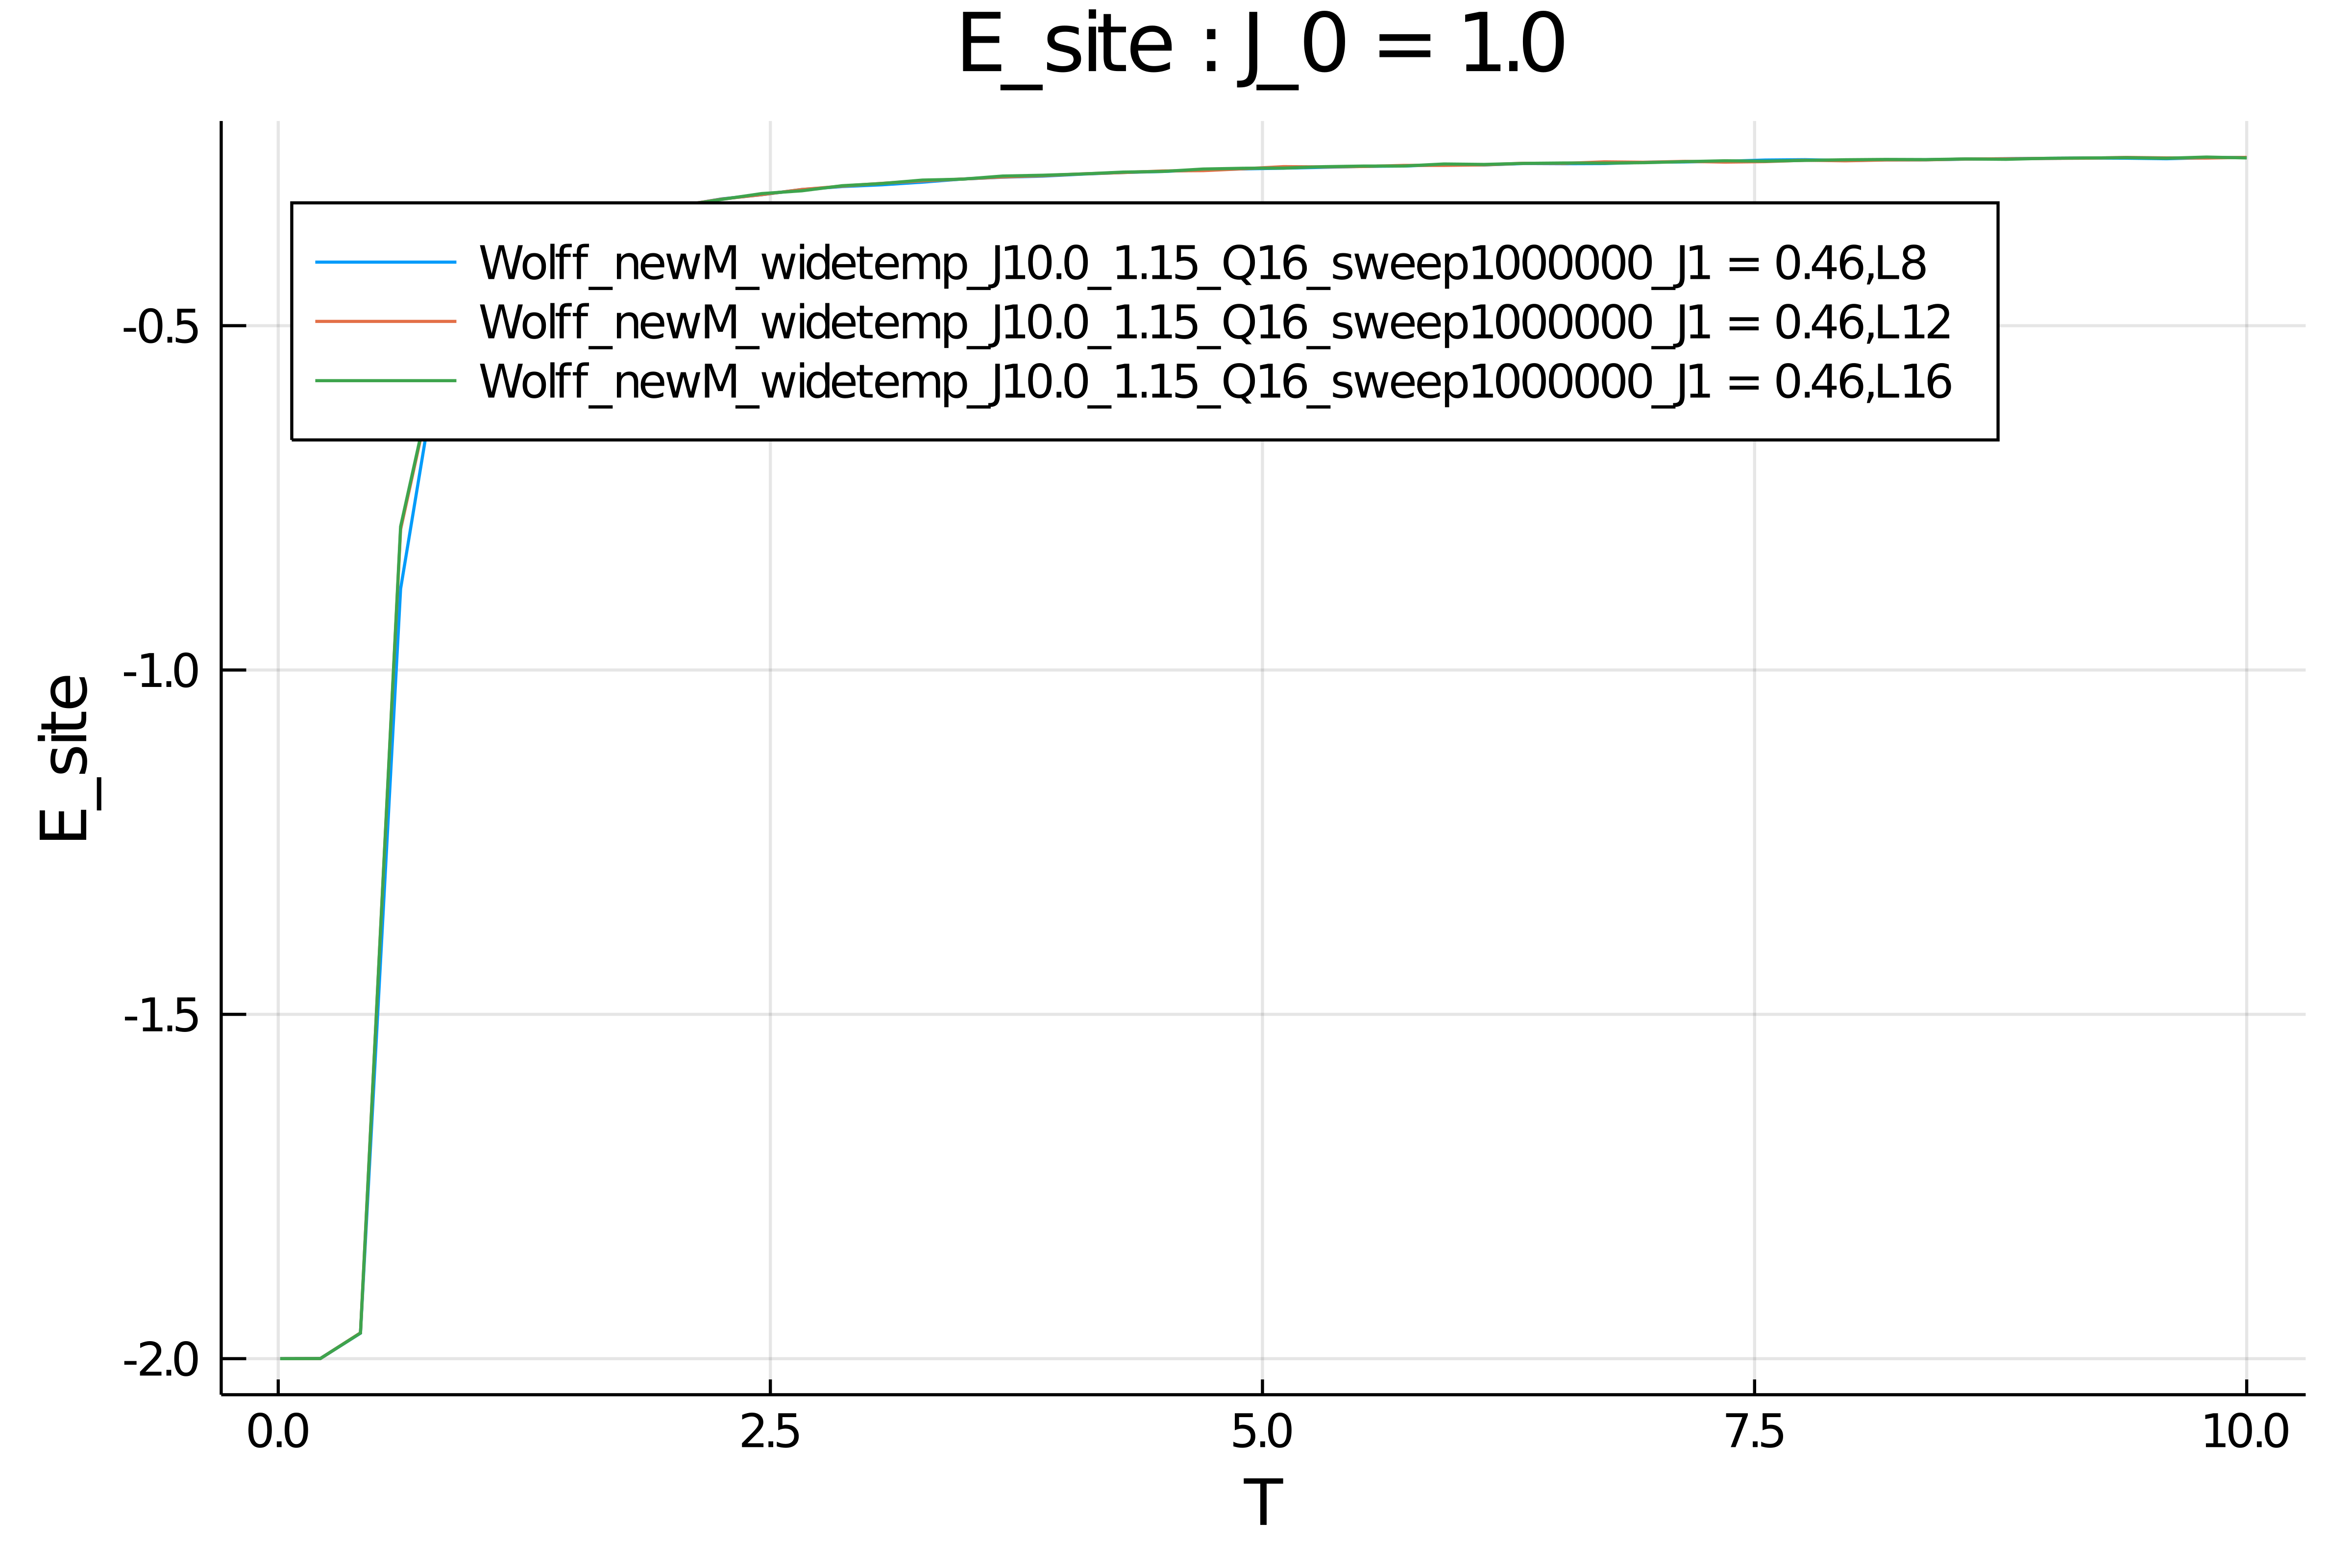 E_site : J_0 = 1.0
Wolff_newM_widetemp_J10.0_1.15_Q16_sweep1000000_J1 = 0.46,L8
Wolff_newM_widetemp_J10.0_1.15_Q16_sweep1000000_J1 = 0.46,L12
Wolff_newM_widetemp_J10.0_1.15_Q16_sweep1000000_J1 = 0.46,L16
E_site
-0.5
-1.0
-1.5
-2.0
0.0 2.5 5.0 7.5 10.0
T